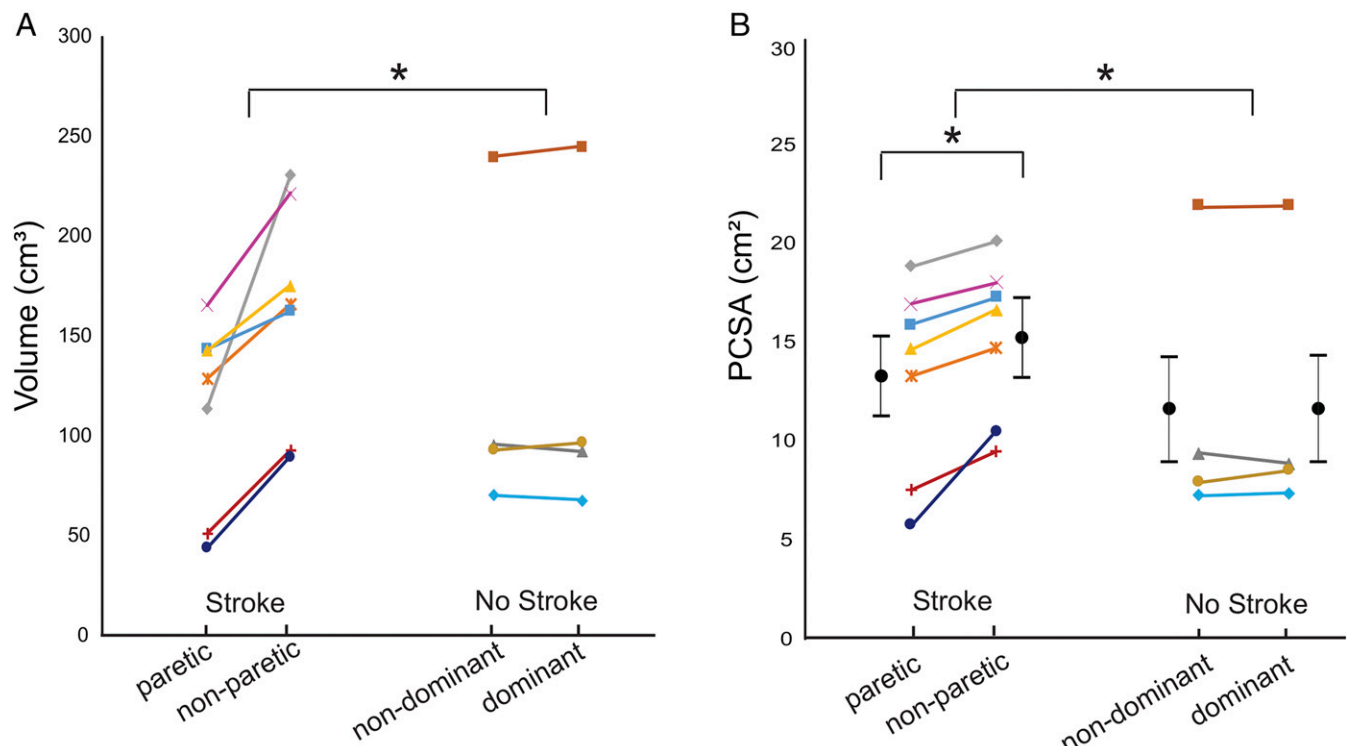 A
300
250
200
150
100
50
0
Volume (cm³)
*
Stroke
No Stroke
paretic
non-paretic
non-dominant
dominant
B
30
25
20
15
10
5
0
PCSA (cm²)
*
*
Stroke
No Stroke
paretic
non-paretic
non-dominant
dominant